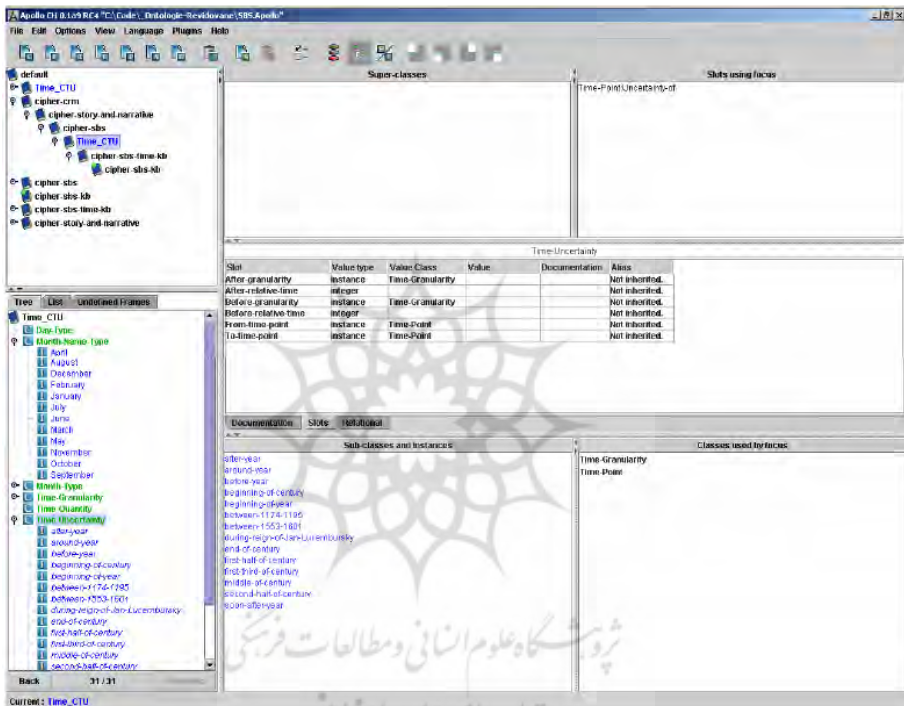 Apollo CH 0.1a9 RC4 "C:\Code\_Ontologie-Revidovane\SBS.Apollo"
File Edit Options View Language Plugins Help
default
Time_CTU
cipher-crm
cipher-story-and-narrative
cipher-sbs
Time_CTU
cipher-sbs-time-kb
cipher-sbs-kb
cipher-sbs
cipher-sbs-kb
cipher-sbs-time-kb
cipher-story-and-narrative
Super-classes
Slots using focus
Time-Point:Uncertainty-of
Time-Uncertainty
Slot Value type Value Class Value Documentation Alias
After-granularity instance Time-Granularity Not inherited.
After-relative-time integer Not inherited.
Before-granularity instance Time-Granularity Not inherited.
Before-relative-time integer Not inherited.
From-time-point instance Time-Point Not inherited.
To-time-point instance Time-Point Not inherited.
Documentation Slots Relational
Tree List Undefined Frames
Time_CTU
Day-Type
Month-Name-Type
April
August
December
February
January
July
June
March
May
November
October
September
Month-Type
Time-Granularity
Time-Quantity
Time-Uncertainty
after-year
around-year
before-year
beginning-of-century
beginning-of-year
between-1174-1195
between-1553-1601
during-reign-of-Jan-Lucembursky
end-of-century
first-half-of-century
first-third-of-century
middle-of-century
second-half-of-century
Back 31 / 31
Sub-classes and instances
after-year
around-year
before-year
beginning-of-century
beginning-of-year
between-1174-1195
between-1553-1601
during-reign-of-Jan-Lucembursky
end-of-century
first-half-of-century
first-third-of-century
middle-of-century
second-half-of-century
soon-after-year
Classes used by focus
Time-Granularity
Time-Point
پژوهشگاه علوم انسانی و مطالعات فرهنگی
Current : Time_CTU